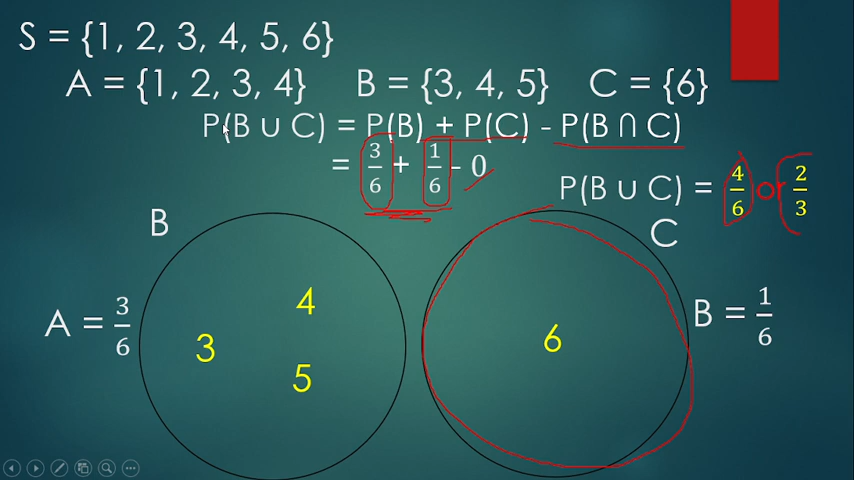 S = {1, 2, 3, 4, 5, 6}
A = {1, 2, 3, 4} B = {3, 4, 5} C = {6}
P(B ∪ C) = P(B) + P(C) - P(B ∩ C)
= 3/6 + 1/6 - 0
P(B ∪ C) = 4/6 or 2/3
B C
A = 3/6
3 4 5
6
B = 1/6